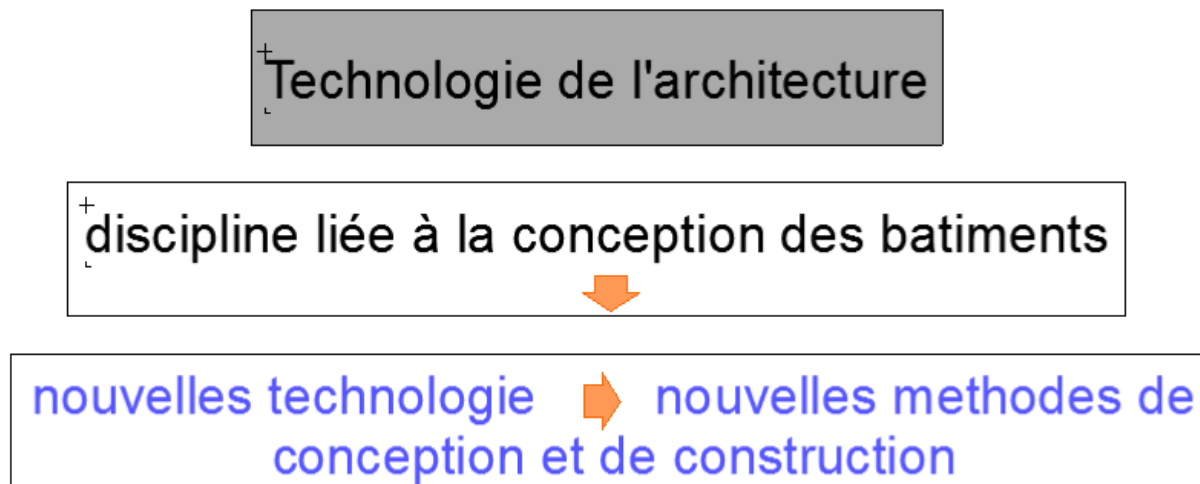 Technologie de l'architecture
discipline liée à la conception des batiments
nouvelles technologie nouvelles methodes de
conception et de construction